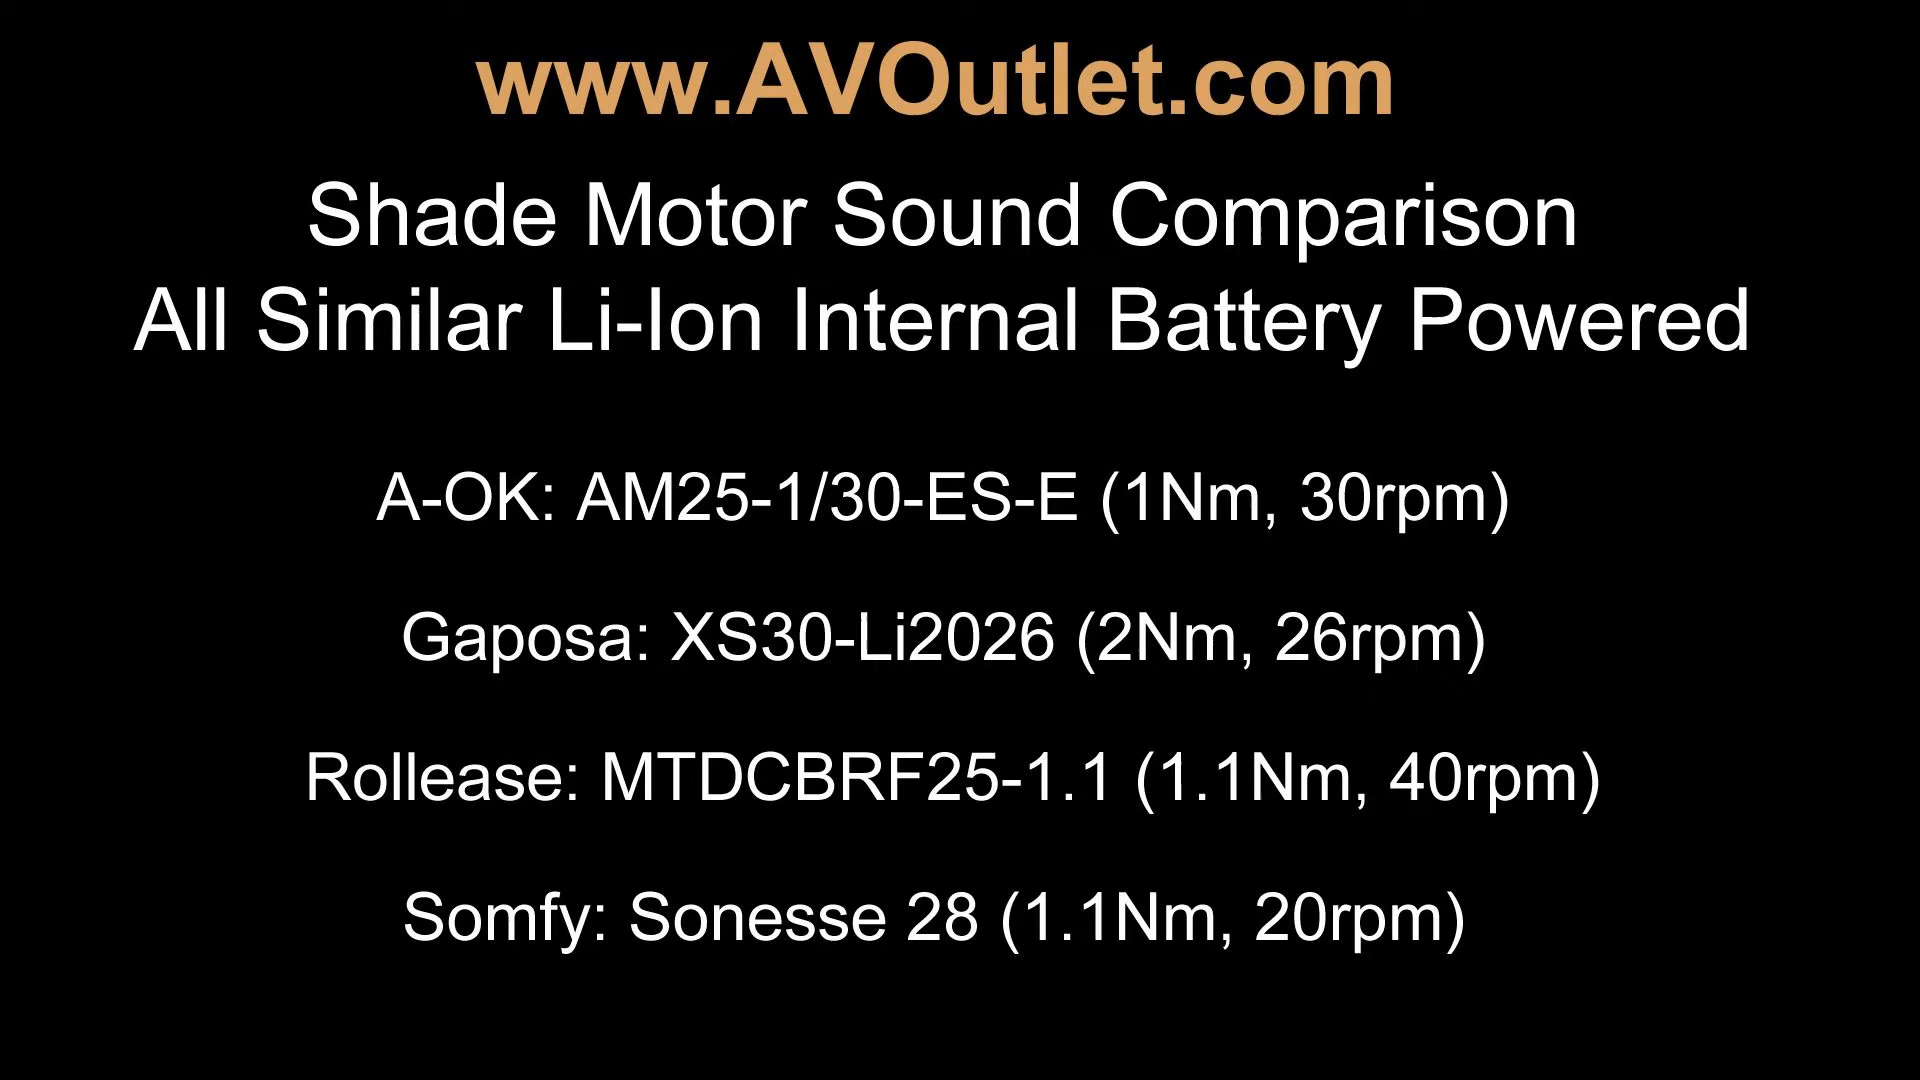 www.AVOutlet.com
Shade Motor Sound Comparison
All Similar Li-Ion Internal Battery Powered
A-OK: AM25-1/30-ES-E (1Nm, 30rpm)
Gaposa: XS30-Li2026 (2Nm, 26rpm)
Rollease: MTDCBRF25-1.1 (1.1Nm, 40rpm)
Somfy: Sonesse 28 (1.1Nm, 20rpm)